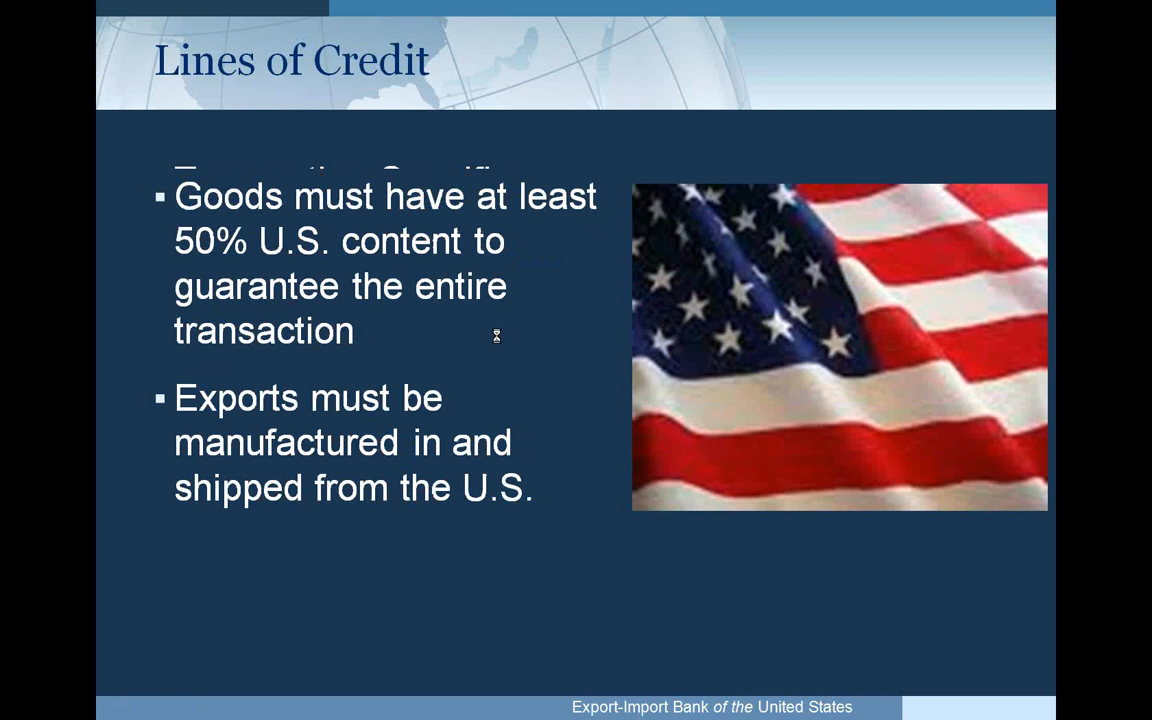 Lines of Credit
▪ Goods must have at least
50% U.S. content to
guarantee the entire
transaction
▪ Exports must be
manufactured in and
shipped from the U.S.
Export-Import Bank of the United States